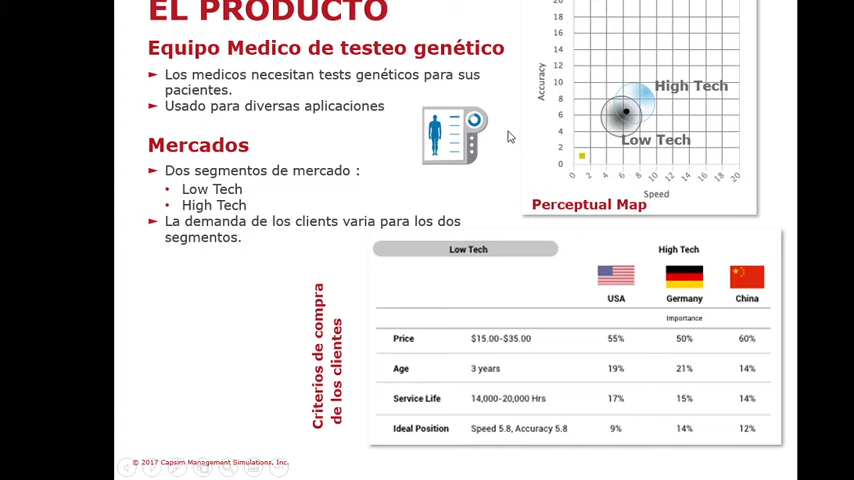 EL PRODUCTO
Equipo Medico de testeo genético
► Los medicos necesitan tests genéticos para sus
pacientes.
► Usado para diversas aplicaciones
Mercados
► Dos segmentos de mercado :
• Low Tech
• High Tech
► La demanda de los clients varia para los dos
segmentos.
20
18
16
14
12
10
8
6
4
2
0
Accuracy
High Tech
Low Tech
0 2 4 6 8 10 12 14 16 18 20
Speed
Perceptual Map
Criterios de compra
de los clientes
Low Tech High Tech
USA Germany China
Importance
Price $15.00-$35.00 55% 50% 60%
Age 3 years 19% 21% 14%
Service Life 14,000-20,000 Hrs 17% 15% 14%
Ideal Position Speed 5.8, Accuracy 5.8 9% 14% 12%
© 2017 Capsim Management Simulations, Inc.